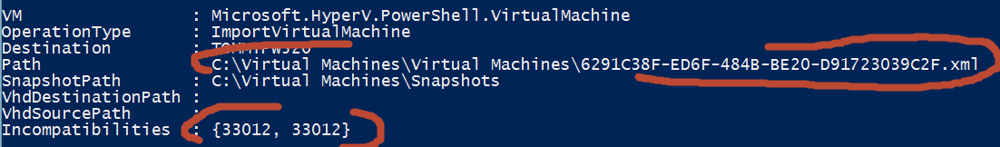 VM : Microsoft.HyperV.PowerShell.VirtualMachine
OperationType : ImportVirtualMachine
Destination :
Path : C:\Virtual Machines\Virtual Machines\6291C38F-ED6F-484B-BE20-D91723039C2F.xml
SnapshotPath : C:\Virtual Machines\Snapshots
VhdDestinationPath :
VhdSourcePath :
Incompatibilities : {33012, 33012}